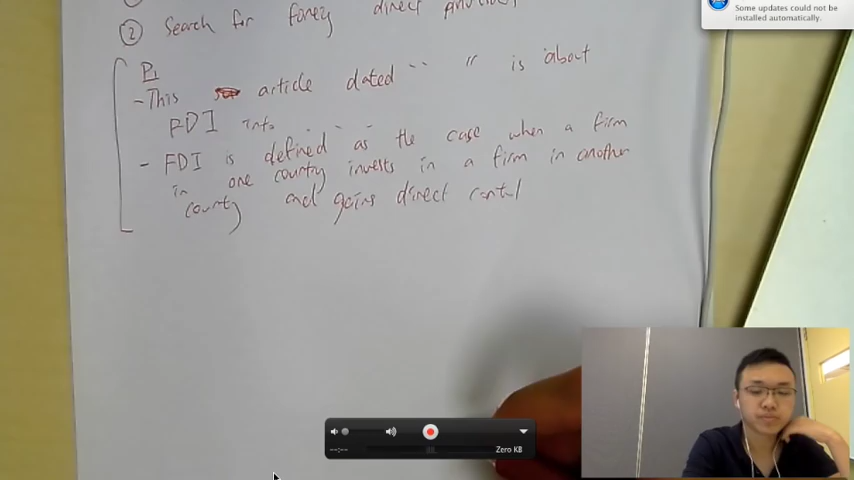 ② Search for foreign direct
P1
- This article dated " " is about
FDI into
- FDI is defined as the case when a firm
in one country invests in a firm in another
country and gains direct control
Some updates could not be
installed automatically.
--:--
Zero KB